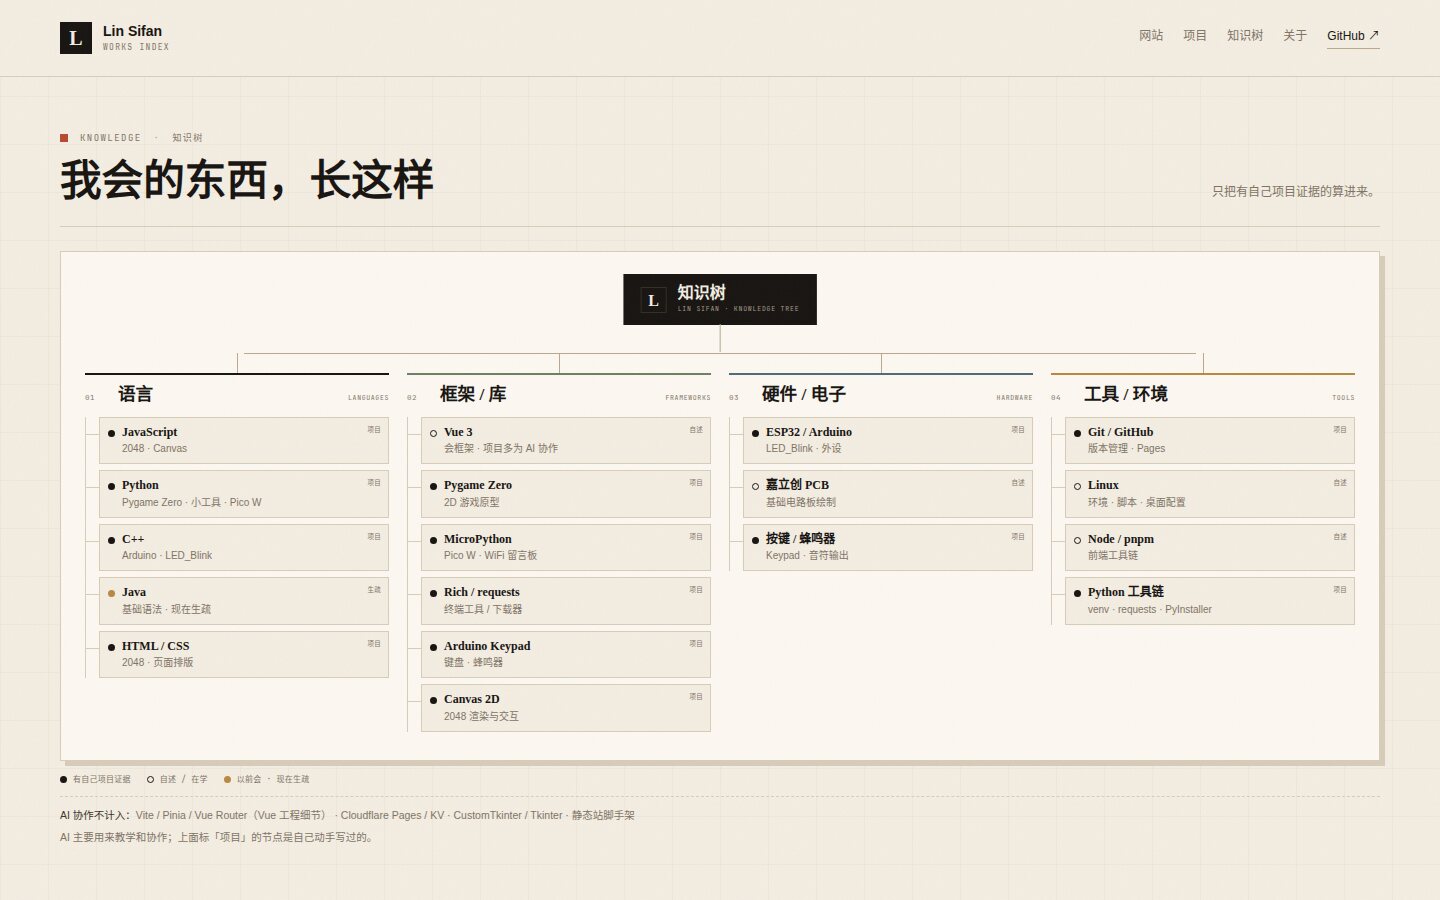 L
Lin Sifan
WORKS INDEX
网站 项目 知识树 关于 GitHub ↗
KNOWLEDGE · 知识树
我会的东西，长这样
只把有自己项目证据的算进来。
L
知识树
LIN SIFAN · KNOWLEDGE TREE
01 语言 LANGUAGES
JavaScript 项目
2048 · Canvas
Python 项目
Pygame Zero · 小工具 · Pico W
C++ 项目
Arduino · LED_Blink
Java 生疏
基础语法 · 现在生疏
HTML / CSS 项目
2048 · 页面排版
02 框架 / 库 FRAMEWORKS
Vue 3 自述
会框架 · 项目多为 AI 协作
Pygame Zero 项目
2D 游戏原型
MicroPython 项目
Pico W · WiFi 留言板
Rich / requests 项目
终端工具 / 下载器
Arduino Keypad 项目
键盘 · 蜂鸣器
Canvas 2D 项目
2048 渲染与交互
03 硬件 / 电子 HARDWARE
ESP32 / Arduino 项目
LED_Blink · 外设
嘉立创 PCB 自述
基础电路板绘制
按键 / 蜂鸣器 项目
Keypad · 音符输出
04 工具 / 环境 TOOLS
Git / GitHub 项目
版本管理 · Pages
Linux 自述
环境 · 脚本 · 桌面配置
Node / pnpm 自述
前端工具链
Python 工具链 项目
venv · requests · PyInstaller
有自己项目证据 自述 / 在学 以前会 · 现在生疏
AI 协作不计入：Vite / Pinia / Vue Router（Vue 工程细节） · Cloudflare Pages / KV · CustomTkinter / Tkinter · 静态站脚手架
AI 主要用来教学和协作；上面标「项目」的节点是自己动手写过的。